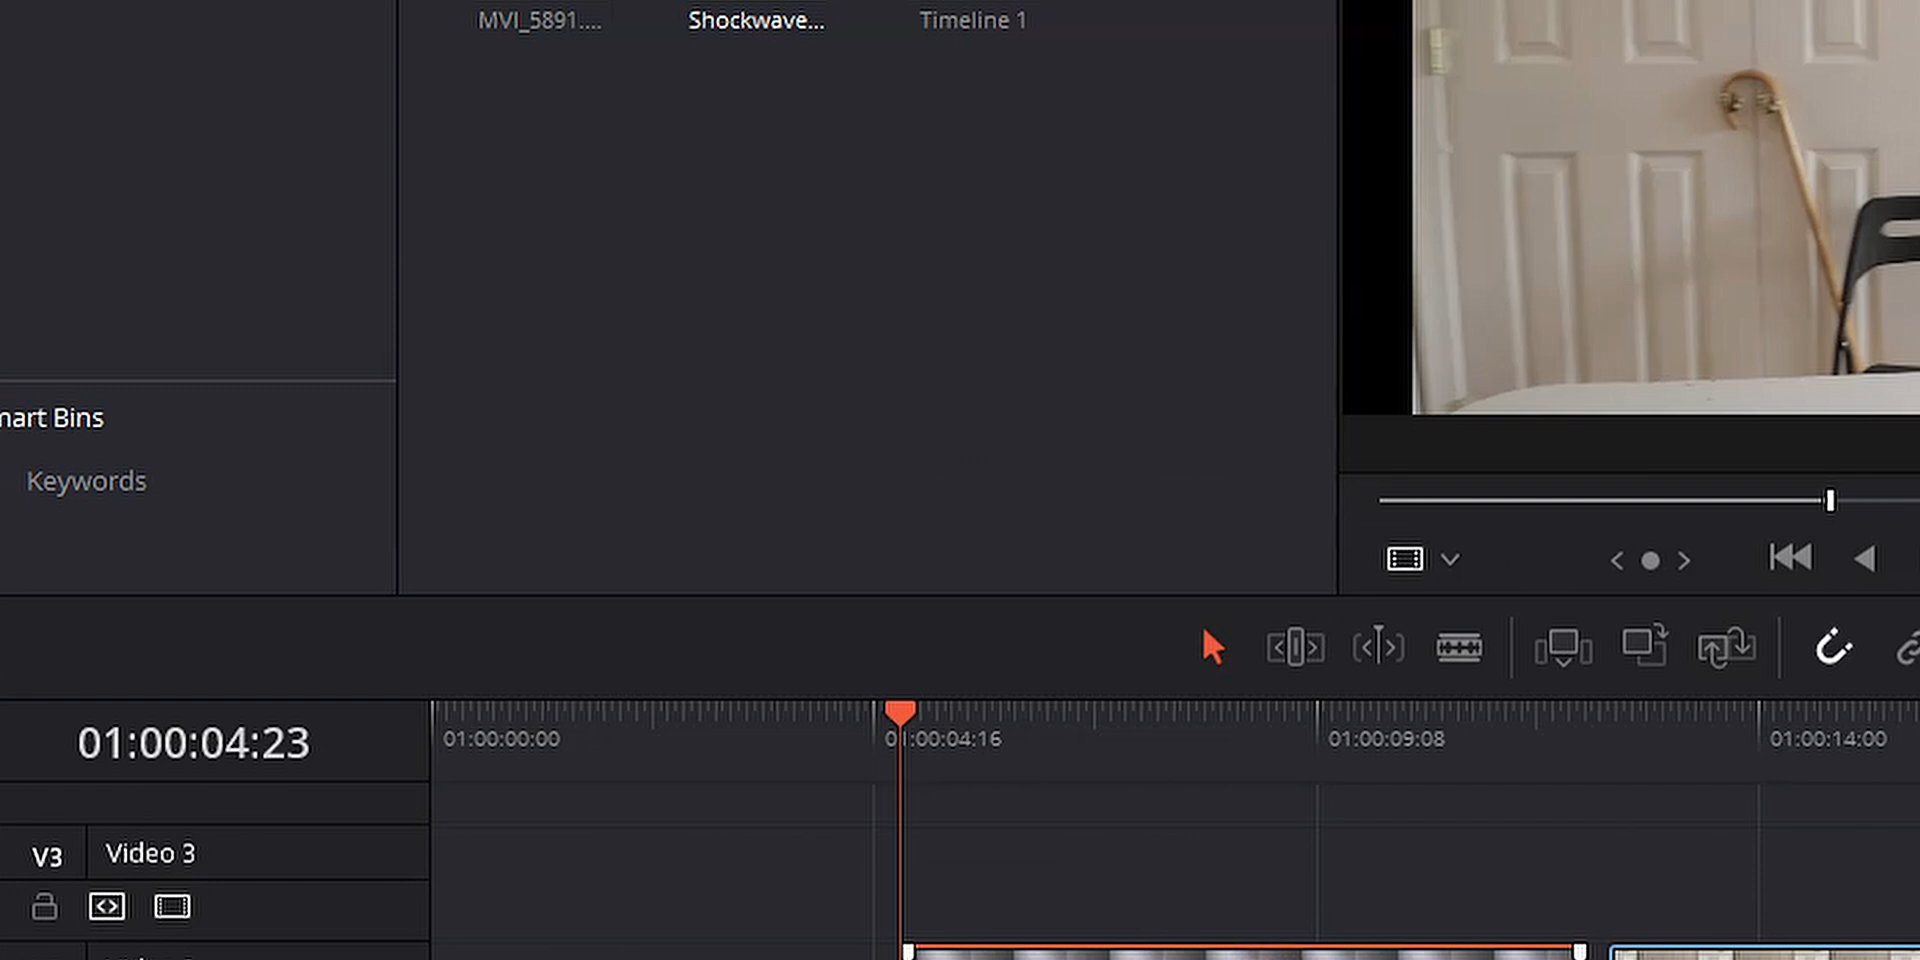 MVI_5891.... Shockwave... Timeline 1
mart Bins
Keywords
01:00:04:23
01:00:00:00 01:00:04:16 01:00:09:08 01:00:14:00
V3 Video 3